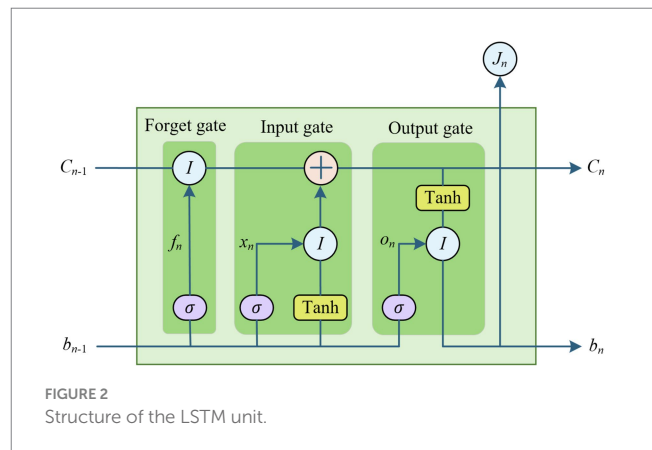 Jn
Forget gate Input gate Output gate
Cn-1 I + Cn
Tanh
fn xn I on I
σ σ Tanh σ
bn-1 bn
FIGURE 2
Structure of the LSTM unit.